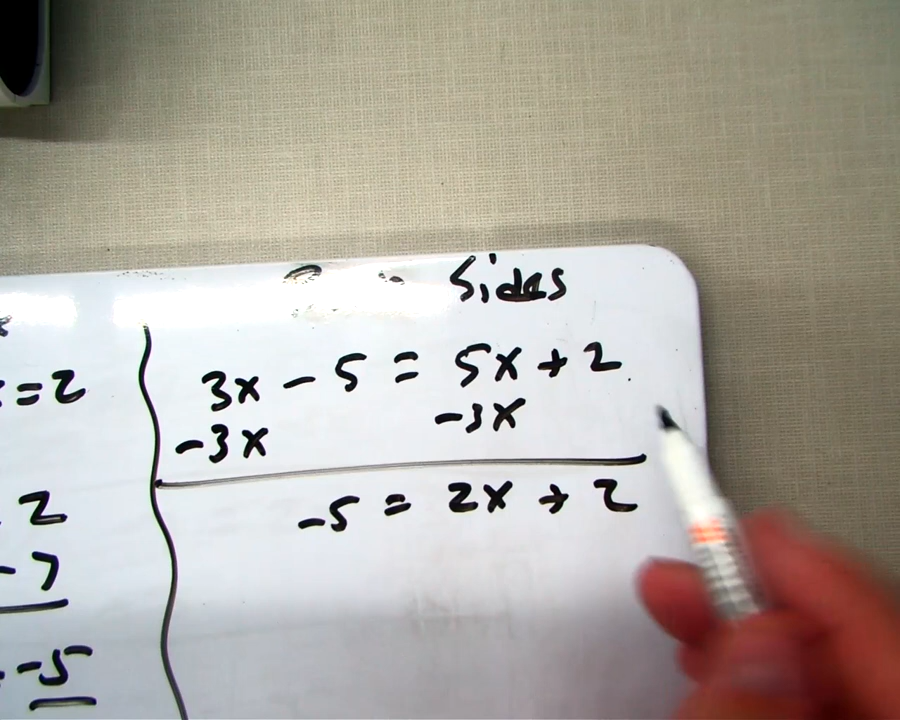 =2
2
-7
-5
Sides
3x - 5 = 5x + 2
-3x -3x
-5 = 2x + 2